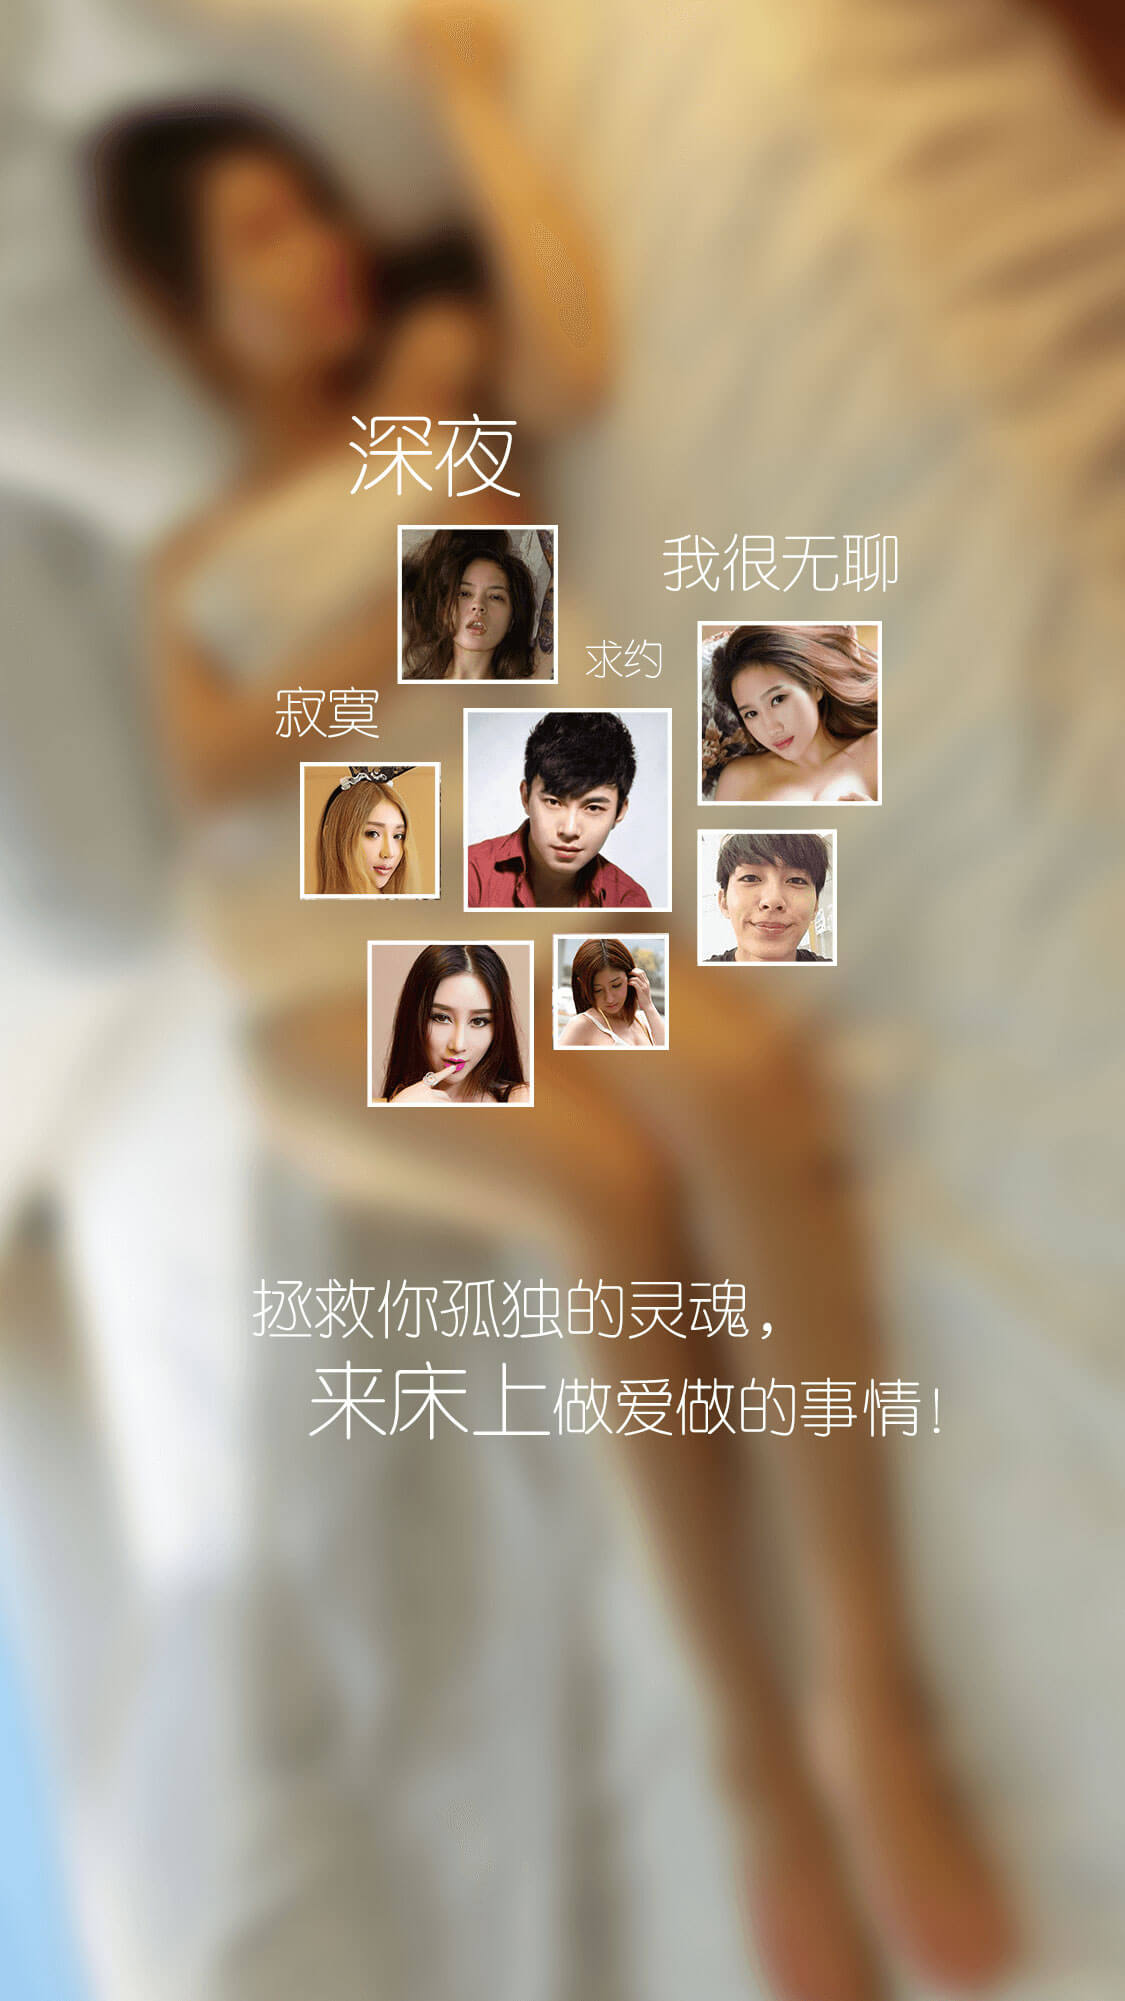 深夜
我很无聊
求约
寂寞
拯救你孤独的灵魂，
来床上做爱做的事情！